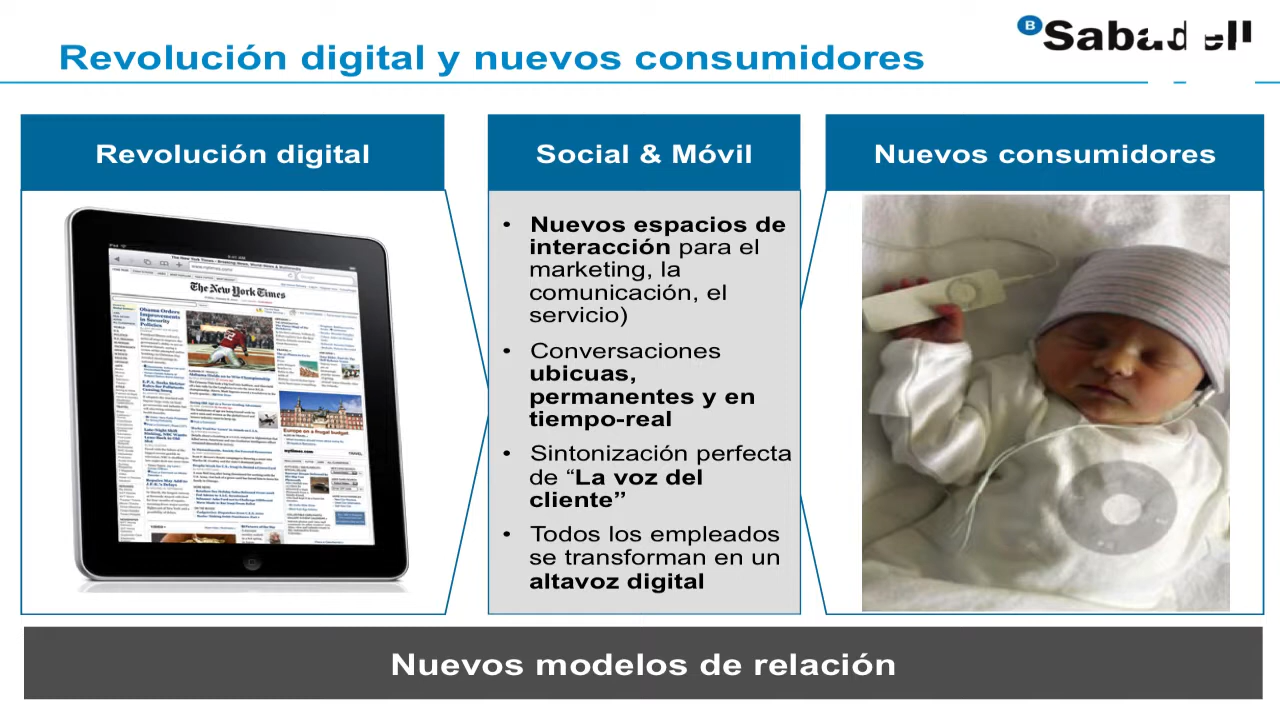 Revolución digital y nuevos consumidores
B Sabadell
Revolución digital
The New York Times
Social & Móvil
• Nuevos espacios de
interacción para el
marketing, la
comunicación, el
servicio)
• Conversaciones
ubicuas,
permanentes y en
tiempo-real
• Sintonización perfecta
de “La voz del
cliente”
• Todos los empleados
se transforman en un
altavoz digital
Nuevos consumidores
Nuevos modelos de relación